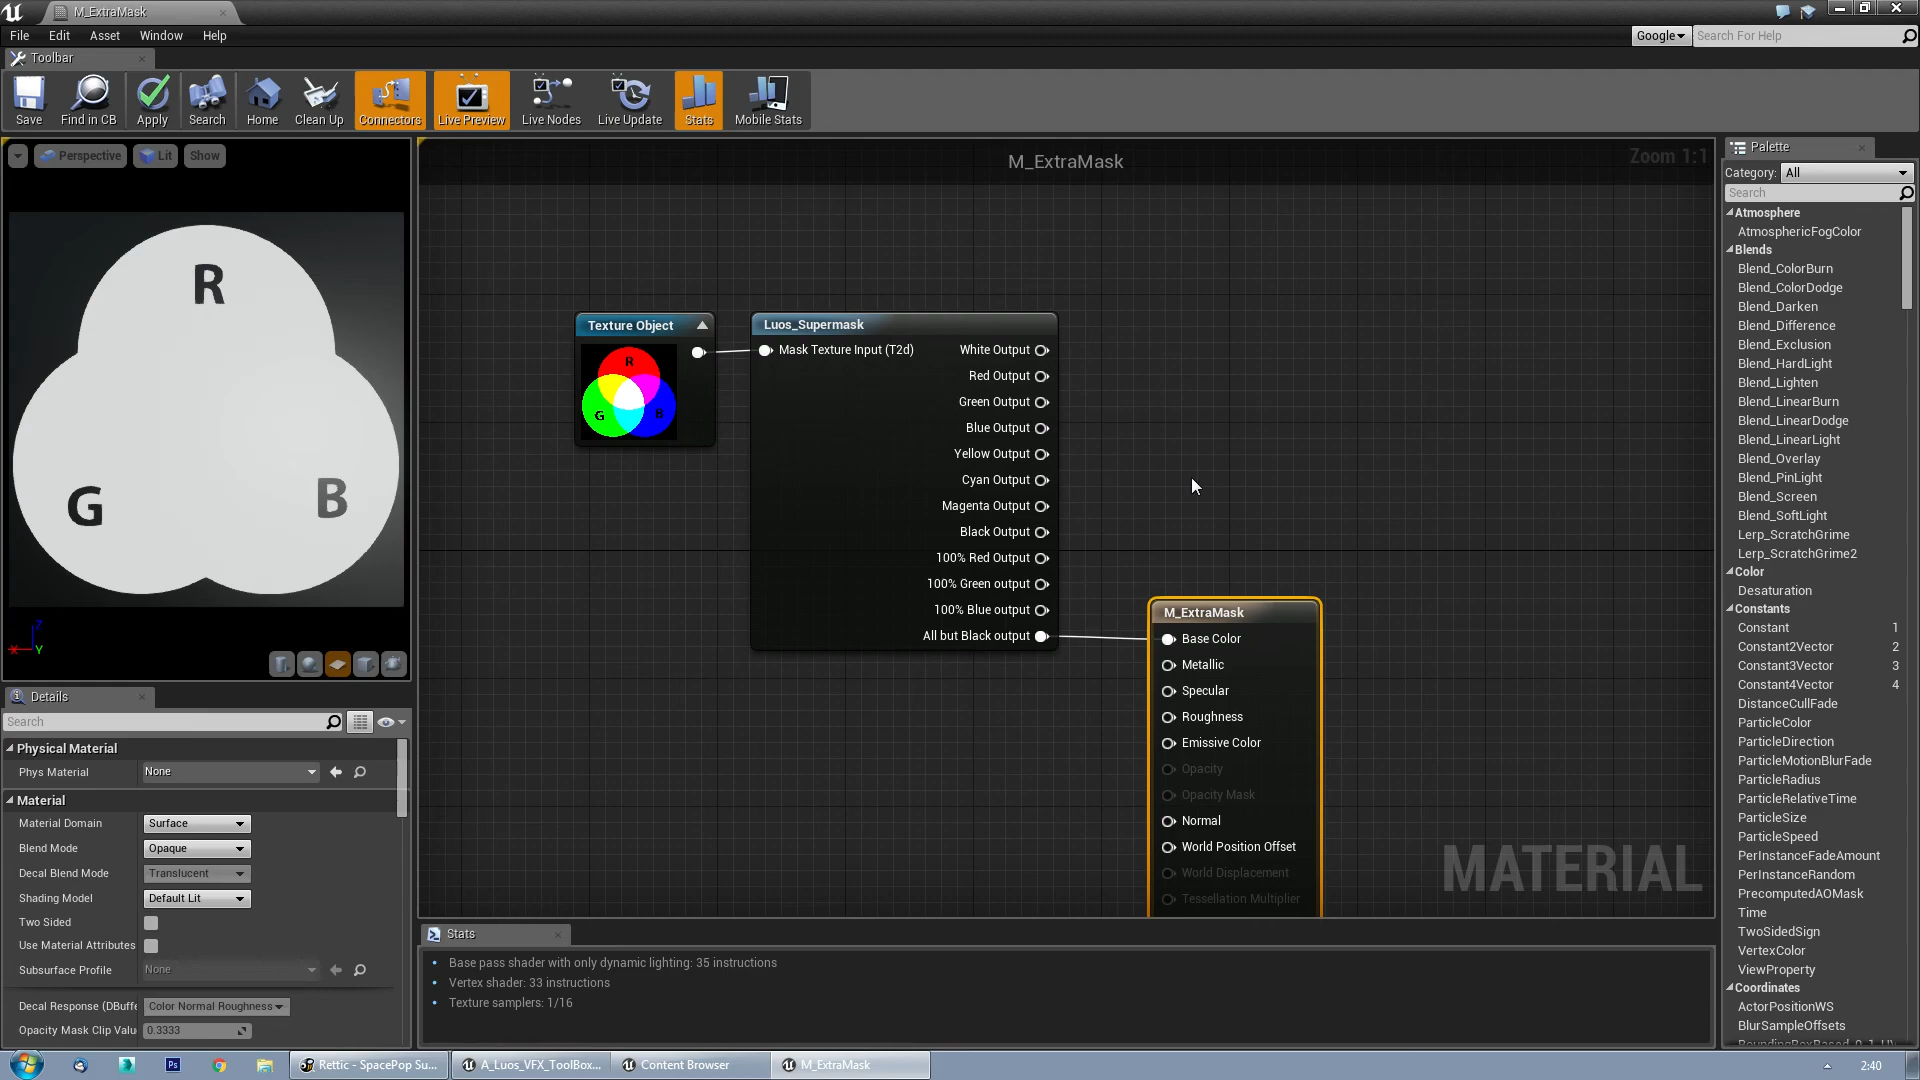 M_ExtraMask
File Edit Asset Window Help
Google Search For Help
Toolbar
Save Find in CB Apply Search Home Clean Up Connectors Live Preview Live Nodes Live Update Stats Mobile Stats
Perspective Lit Show
R
G
B
Z
X Y
M_ExtraMask
Zoom 1:1
Texture Object
R
G
B
Luos_Supermask
Mask Texture Input (T2d)
White Output
Red Output
Green Output
Blue Output
Yellow Output
Cyan Output
Magenta Output
Black Output
100% Red Output
100% Green output
100% Blue output
All but Black output
M_ExtraMask
Base Color
Metallic
Specular
Roughness
Emissive Color
Opacity
Opacity Mask
Normal
World Position Offset
World Displacement
Tessellation Multiplier
MATERIAL
Details
Search
Physical Material
Phys Material None
Material
Material Domain Surface
Blend Mode Opaque
Decal Blend Mode Translucent
Shading Model Default Lit
Two Sided
Use Material Attributes
Subsurface Profile None
Decal Response (DBuffe Color Normal Roughness
Opacity Mask Clip Valu 0.3333
Stats
Base pass shader with only dynamic lighting: 35 instructions
Vertex shader: 33 instructions
Texture samplers: 1/16
Palette
Category: All
Search
Atmosphere
AtmosphericFogColor
Blends
Blend_ColorBurn
Blend_ColorDodge
Blend_Darken
Blend_Difference
Blend_Exclusion
Blend_HardLight
Blend_Lighten
Blend_LinearBurn
Blend_LinearDodge
Blend_LinearLight
Blend_Overlay
Blend_PinLight
Blend_Screen
Blend_SoftLight
Lerp_ScratchGrime
Lerp_ScratchGrime2
Color
Desaturation
Constants
Constant 1
Constant2Vector 2
Constant3Vector 3
Constant4Vector 4
DistanceCullFade
ParticleColor
ParticleDirection
ParticleMotionBlurFade
ParticleRadius
ParticleRelativeTime
ParticleSize
ParticleSpeed
PerInstanceFadeAmount
PerInstanceRandom
PrecomputedAOMask
Time
TwoSidedSign
VertexColor
ViewProperty
Coordinates
ActorPositionWS
BlurSampleOffsets
Ps
Rettic - SpacePop Su... A_Luos_VFX_ToolBox... Content Browser M_ExtraMask
2:40